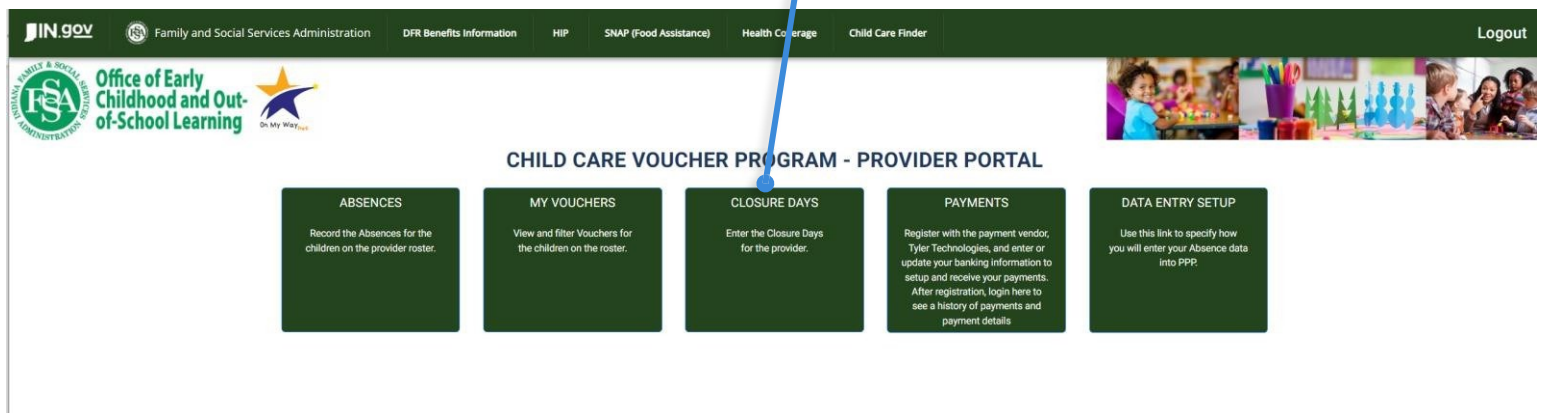 IN.gov
Family and Social Services Administration
DFR Benefits Information
HIP
SNAP (Food Assistance)
Health Coverage
Child Care Finder
Logout
INDIANA FAMILY & SOCIAL SERVICES ADMINISTRATION
FSSA
Office of Early
Childhood and Out-
of-School Learning
On My Way
CHILD CARE VOUCHER PROGRAM - PROVIDER PORTAL
ABSENCES
Record the Absences for the
children on the provider roster.
MY VOUCHERS
View and filter Vouchers for
the children on the roster.
CLOSURE DAYS
Enter the Closure Days
for the provider.
PAYMENTS
Register with the payment vendor,
Tyler Technologies, and enter or
update your banking information to
setup and receive your payments.
After registration, login here to
see a history of payments and
payment details
DATA ENTRY SETUP
Use this link to specify how
you will enter your Absence data
into PPP.